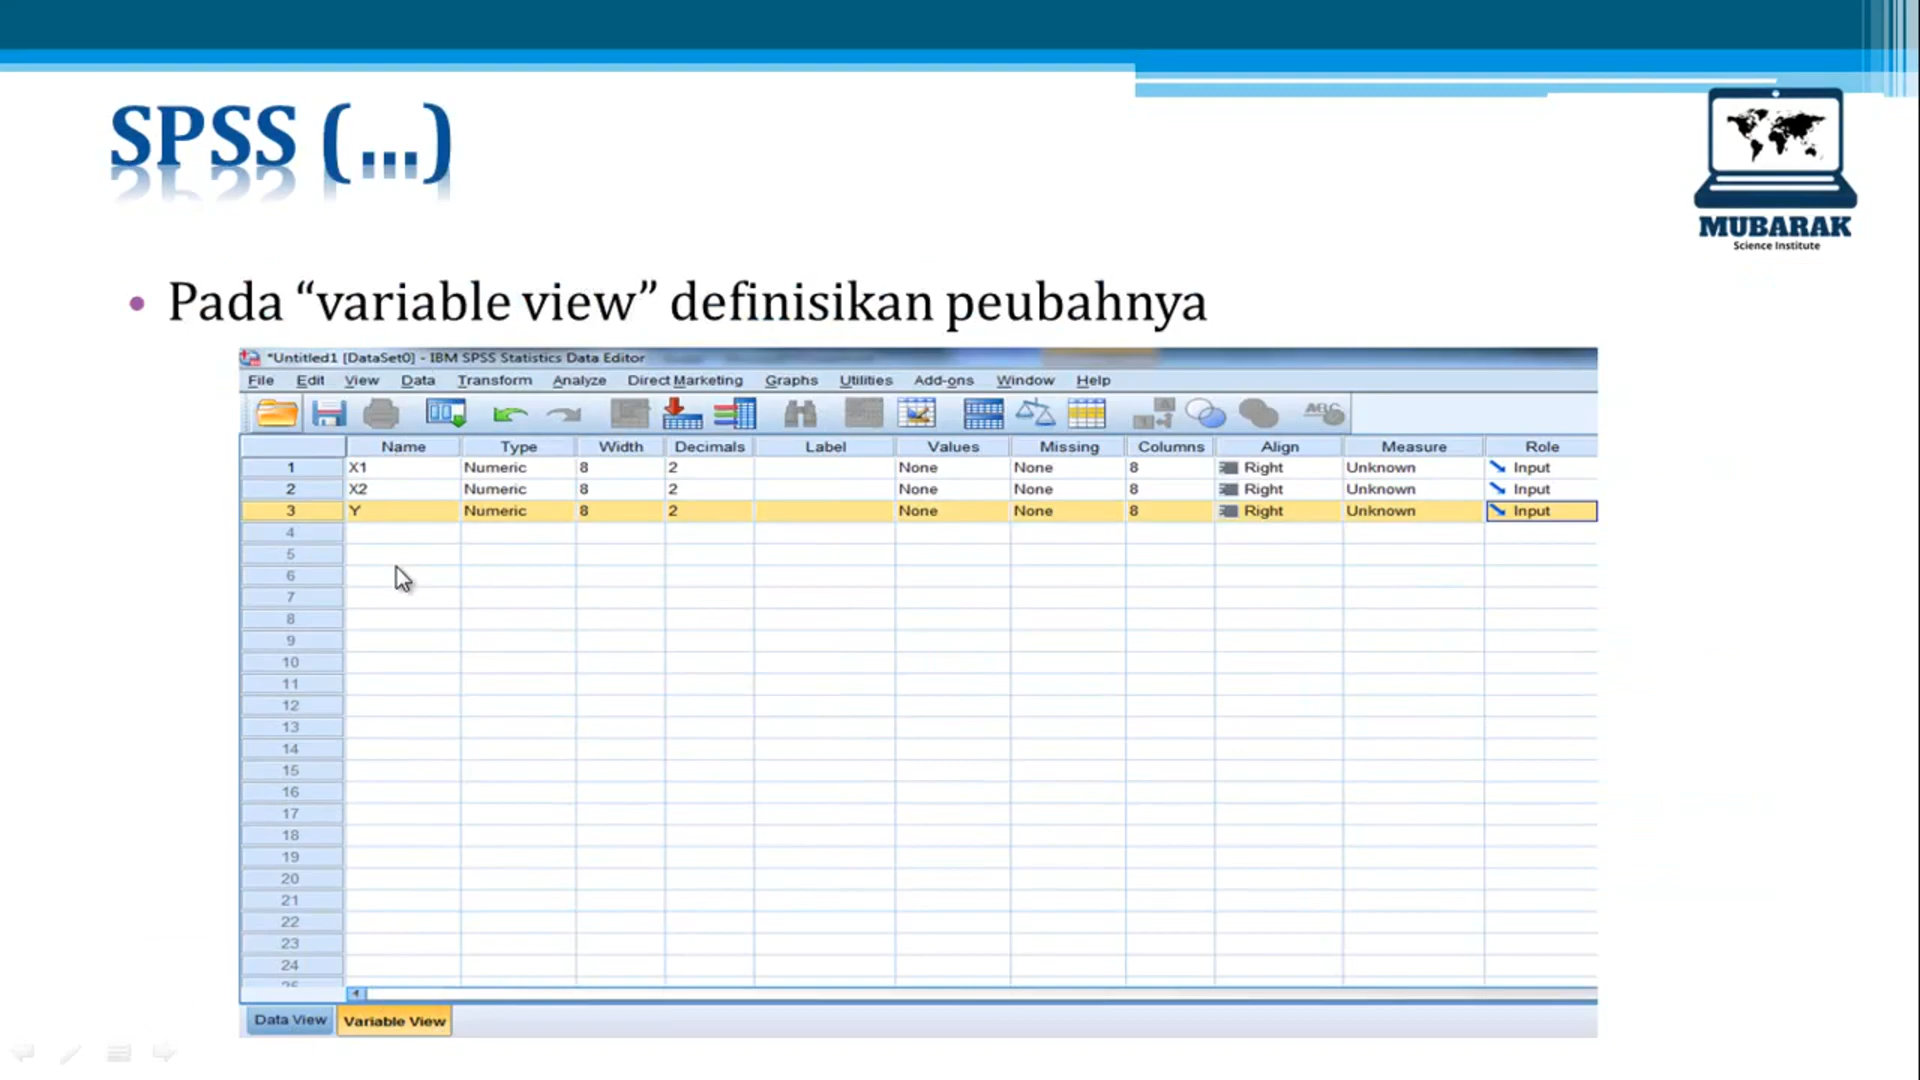 SPSS (...)
MUBARAK
Science Institute
• Pada “variable view” definisikan peubahnya
*Untitled1 [DataSet0] - IBM SPSS Statistics Data Editor
File Edit View Data Transform Analyze Direct Marketing Graphs Utilities Add-ons Window Help
Name Type Width Decimals Label Values Missing Columns Align Measure Role
1 X1 Numeric 8 2 None None 8 Right Unknown Input
2 X2 Numeric 8 2 None None 8 Right Unknown Input
3 Y Numeric 8 2 None None 8 Right Unknown Input
4
5
6
7
8
9
10
11
12
13
14
15
16
17
18
19
20
21
22
23
24
Data View Variable View